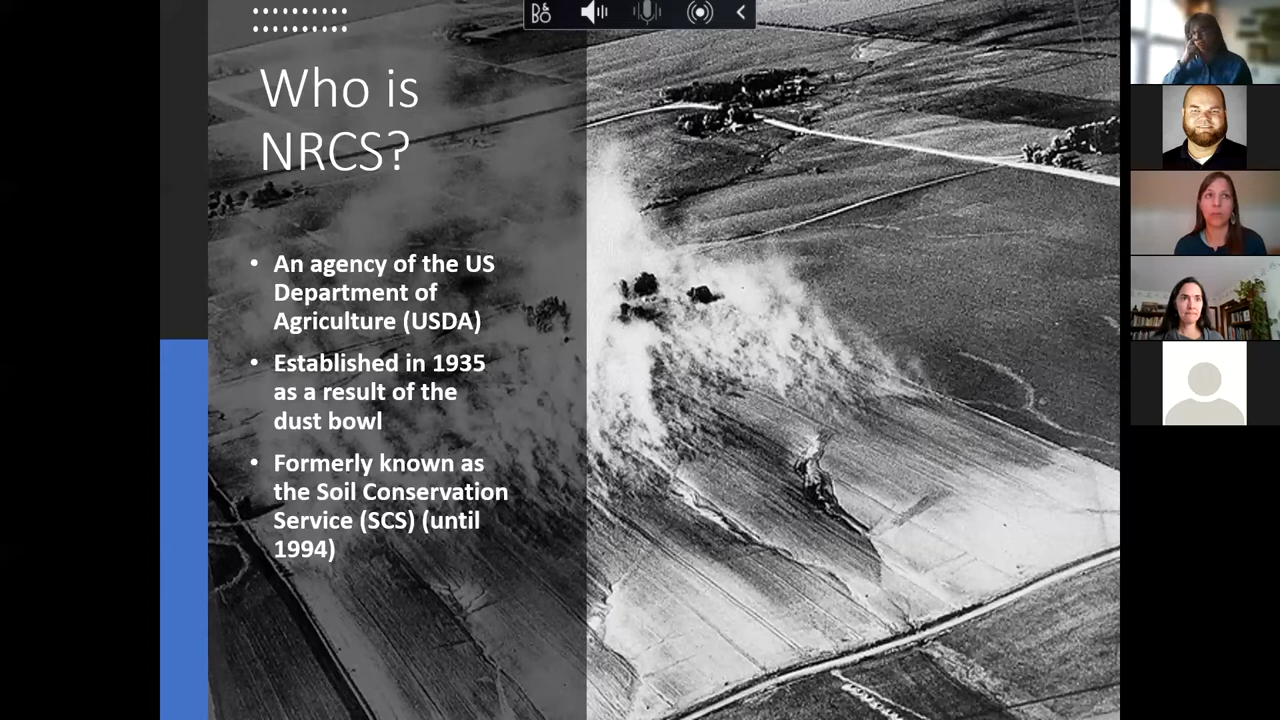 Who is
NRCS?
• An agency of the US
Department of
Agriculture (USDA)
• Established in 1935
as a result of the
dust bowl
• Formerly known as
the Soil Conservation
Service (SCS) (until
1994)